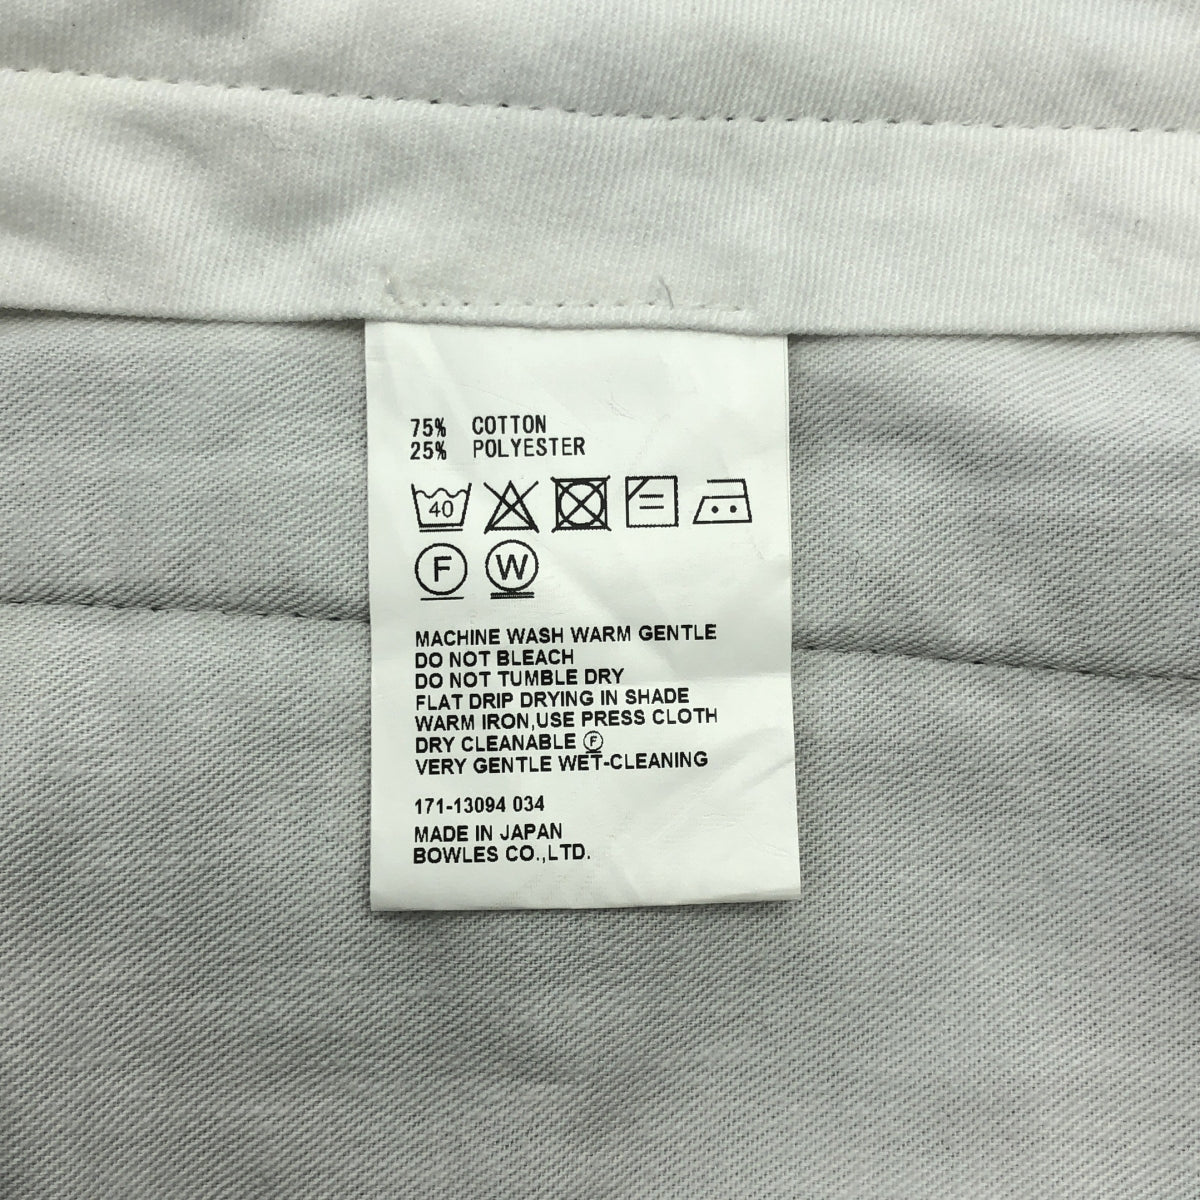 75% COTTON
25% POLYESTER
40
F W
MACHINE WASH WARM GENTLE
DO NOT BLEACH
DO NOT TUMBLE DRY
FLAT DRIP DRYING IN SHADE
WARM IRON,USE PRESS CLOTH
DRY CLEANABLE Ⓕ
VERY GENTLE WET-CLEANING
171-13094 034
MADE IN JAPAN
BOWLES CO.,LTD.